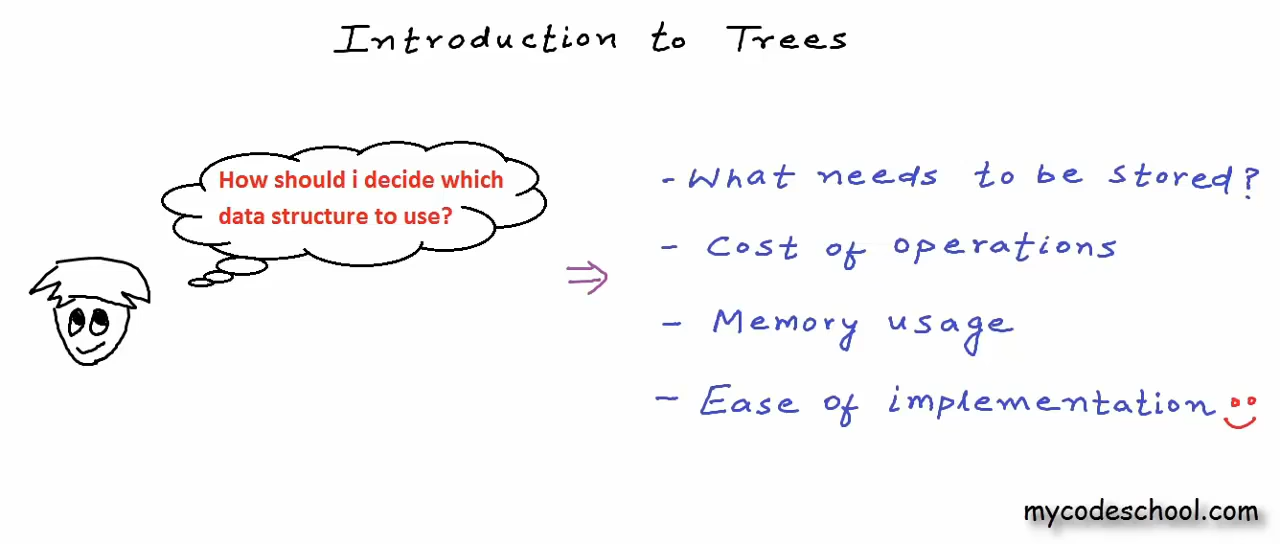 Introduction to Trees
How should i decide which
data structure to use?
⇒
- What needs to be stored?
- Cost of operations
- Memory usage
- Ease of implementation
mycodeschool.com